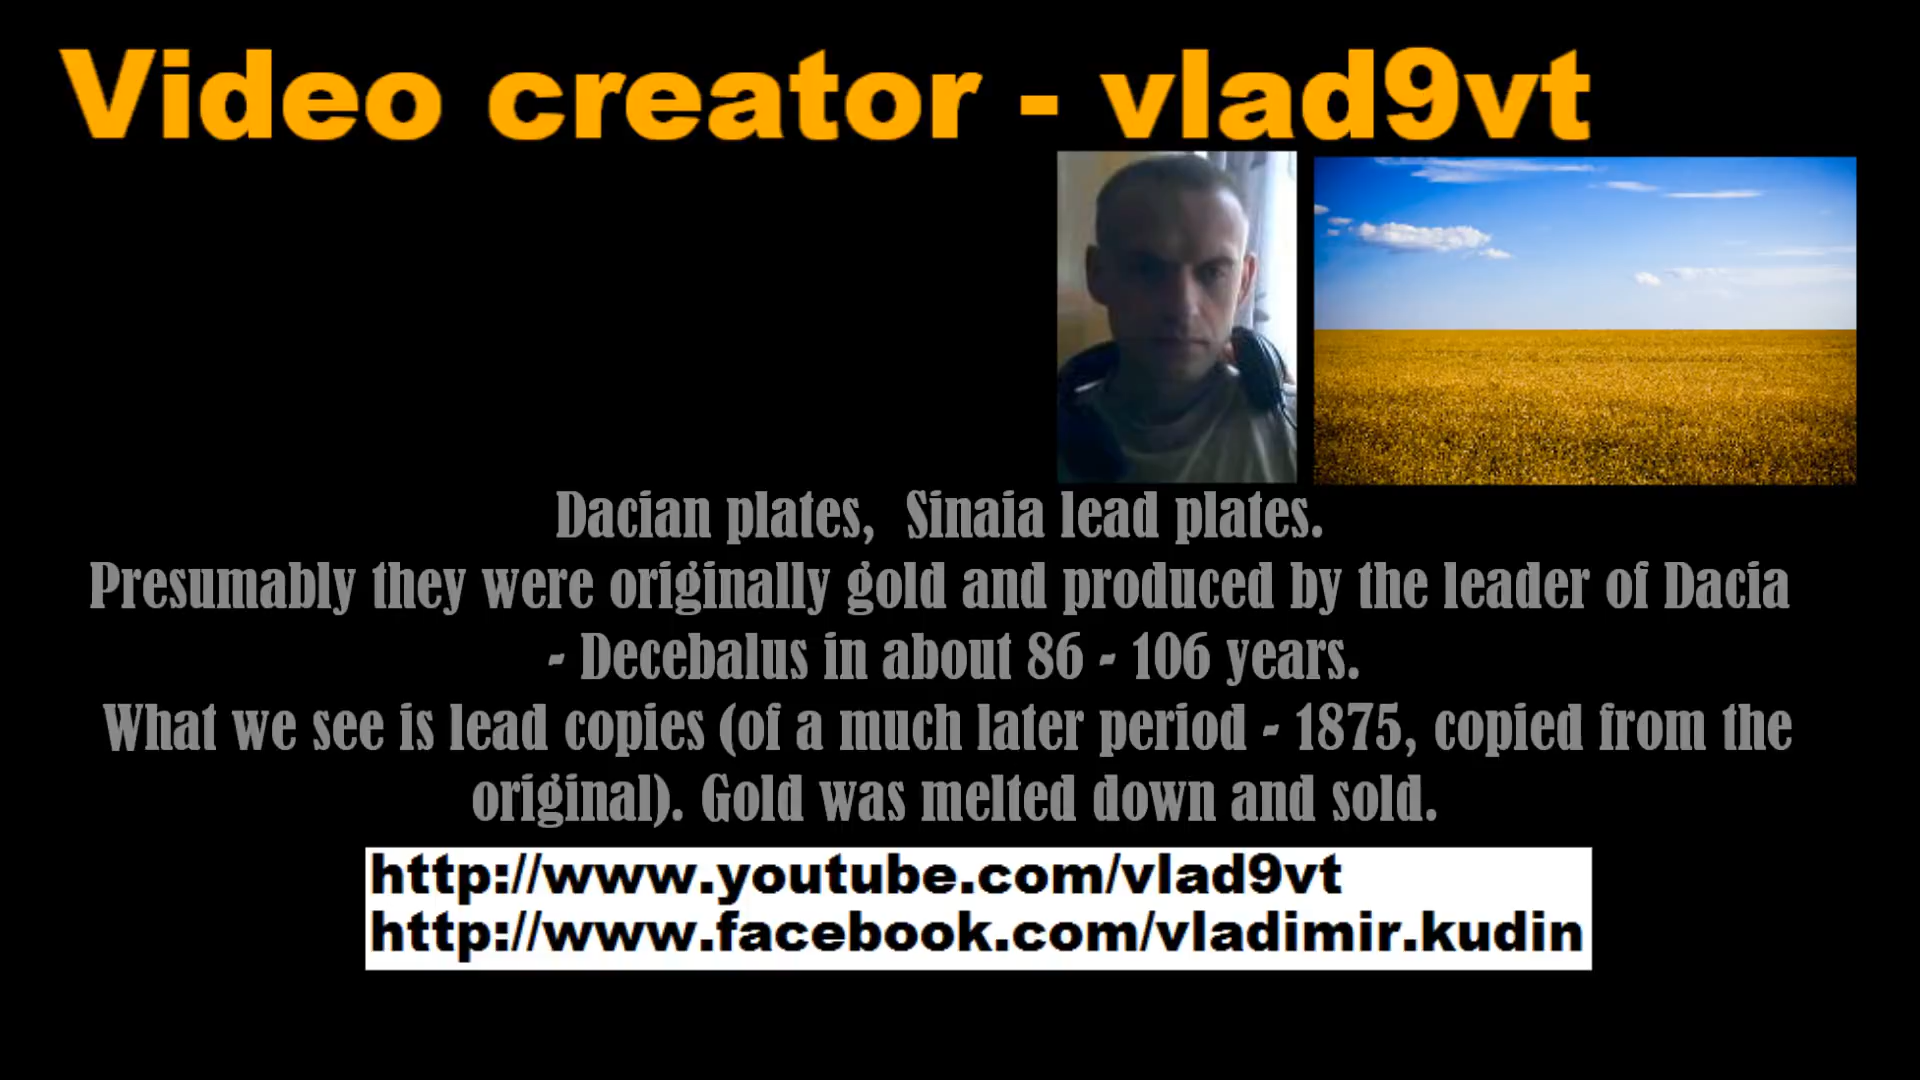 Video creator - vlad9vt
Dacian plates, Sinaia lead plates.
Presumably they were originally gold and produced by the leader of Dacia
- Decebalus in about 86 - 106 years.
What we see is lead copies (of a much later period - 1875, copied from the
original). Gold was melted down and sold.
http://www.youtube.com/vlad9vt
http://www.facebook.com/vladimir.kudin